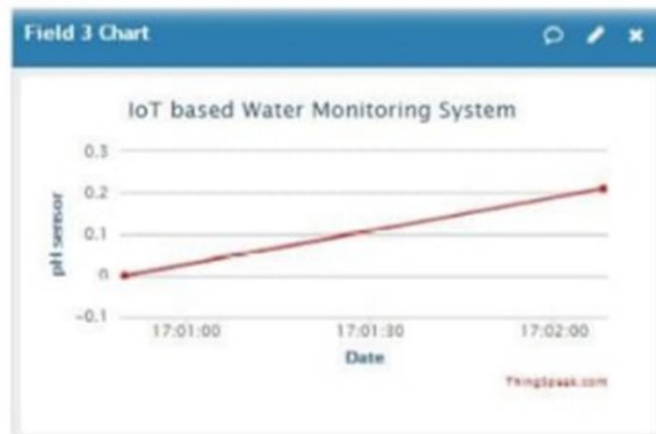 Field 3 Chart
IoT based Water Monitoring System
0.3
0.2
0.1
0
-0.1
pH sensor
17:01:00 17:01:30 17:02:00
Date
ThingSpeak.com